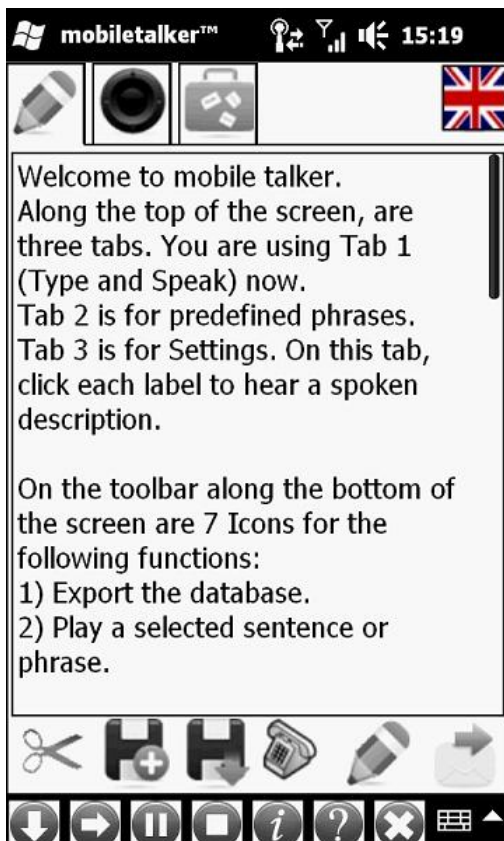 mobiletalker™
15:19
Welcome to mobile talker.
Along the top of the screen, are
three tabs. You are using Tab 1
(Type and Speak) now.
Tab 2 is for predefined phrases.
Tab 3 is for Settings. On this tab,
click each label to hear a spoken
description.
On the toolbar along the bottom of
the screen are 7 Icons for the
following functions:
1) Export the database.
2) Play a selected sentence or
phrase.
i ?